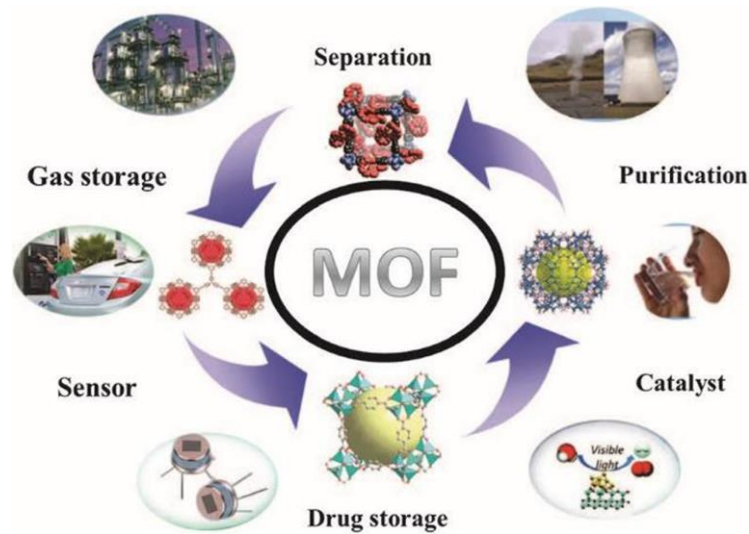 Separation
Gas storage
Purification
MOF
Sensor
Catalyst
Visible
light
Drug storage